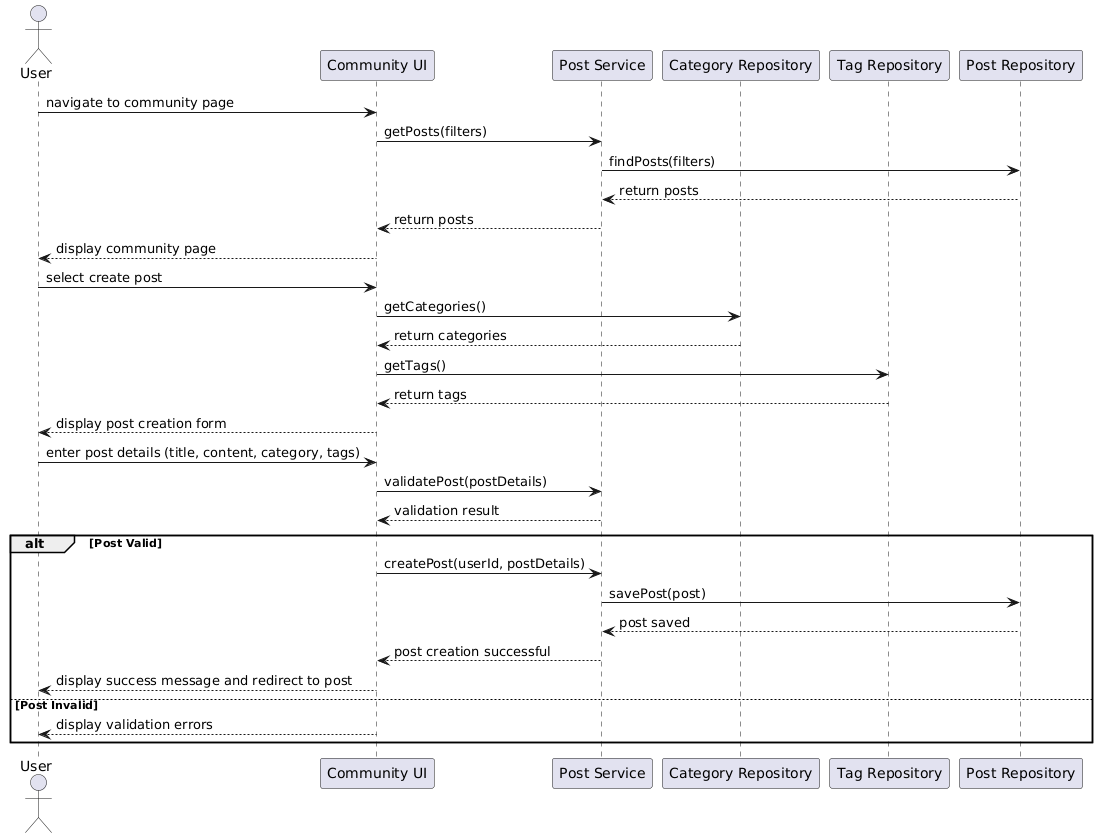 User
Community UI
Post Service
Category Repository
Tag Repository
Post Repository
navigate to community page
getPosts(filters)
findPosts(filters)
return posts
return posts
display community page
select create post
getCategories()
return categories
getTags()
return tags
display post creation form
enter post details (title, content, category, tags)
validatePost(postDetails)
validation result
alt
[Post Valid]
createPost(userId, postDetails)
savePost(post)
post saved
post creation successful
display success message and redirect to post
[Post Invalid]
display validation errors
User
Community UI
Post Service
Category Repository
Tag Repository
Post Repository